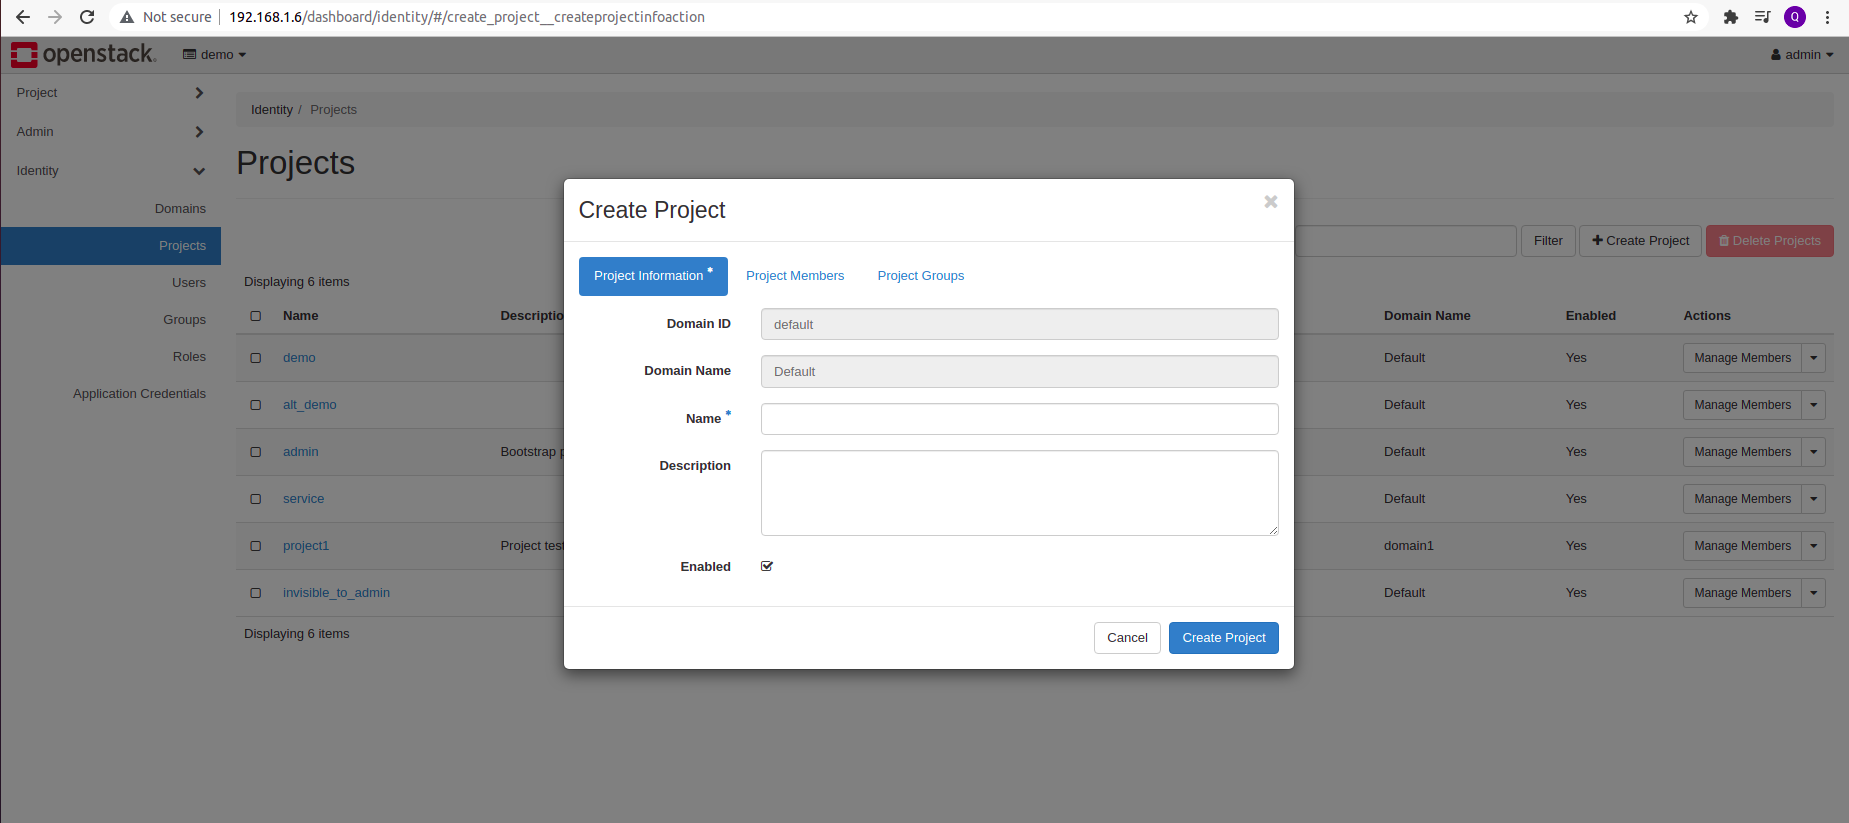 Not secure 192.168.1.6/dashboard/identity/#/create_project__createprojectinfoaction Q
openstack. demo admin
Project
Admin
Identity
Domains
Projects
Users
Groups
Roles
Application Credentials
Identity / Projects
Projects
Filter + Create Project Delete Projects
Displaying 6 items
Name Descriptio Domain Name Enabled Actions
demo Default Yes Manage Members
alt_demo Default Yes Manage Members
admin Bootstrap p Default Yes Manage Members
service Default Yes Manage Members
project1 Project test domain1 Yes Manage Members
invisible_to_admin Default Yes Manage Members
Displaying 6 items
Create Project
Project Information * Project Members Project Groups
Domain ID default
Domain Name Default
Name *
Description
Enabled
Cancel Create Project